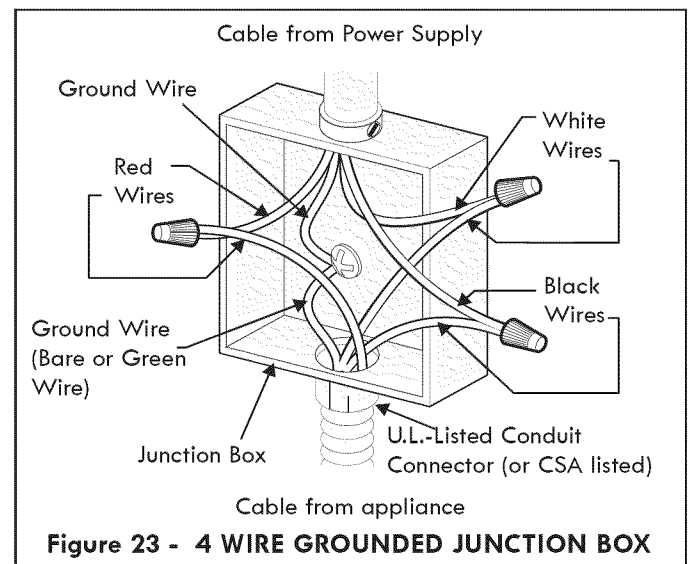 Cable from Power Supply
Ground Wire
White
Wires
Red
Wires
Black
Wires
Ground Wire
(Bare or Green
Wire)
Junction Box
U.L.-Listed Conduit
Connector (or CSA listed)
Cable from appliance
Figure 23 - 4 WIRE GROUNDED JUNCTION BOX